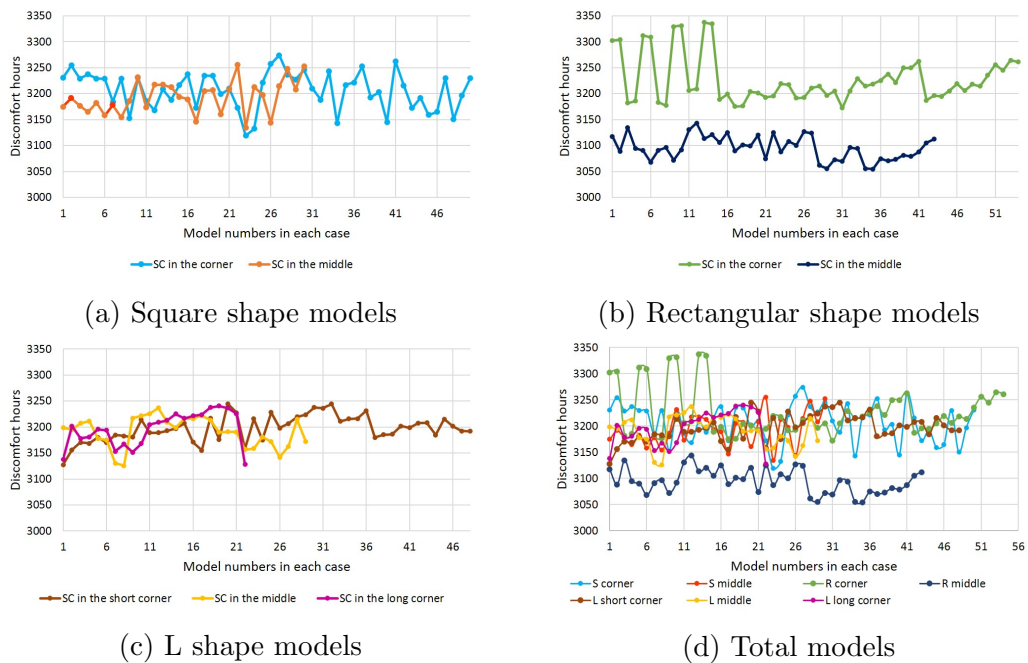 3350
3300
3250
3200
3150
3100
3050
3000
Discomfort hours
1 6 11 16 21 26 31 36 41 46
Model numbers in each case
SC in the corner SC in the middle
(a) Square shape models
3350
3300
3250
3200
3150
3100
3050
3000
Discomfort hours
1 6 11 16 21 26 31 36 41 46 51
Model numbers in each case
SC in the corner SC in the middle
(b) Rectangular shape models
3350
3300
3250
3200
3150
3100
3050
3000
Discomfort hours
1 6 11 16 21 26 31 36 41 46
Model numbers in each case
SC in the short corner SC in the middle SC in the long corner
(c) L shape models
3350
3300
3250
3200
3150
3100
3050
3000
Discomfort hours
1 6 11 16 21 26 31 36 41 46 51 56
Model numbers in each case
S corner S middle R corner R middle
L short corner L middle L long corner
(d) Total models